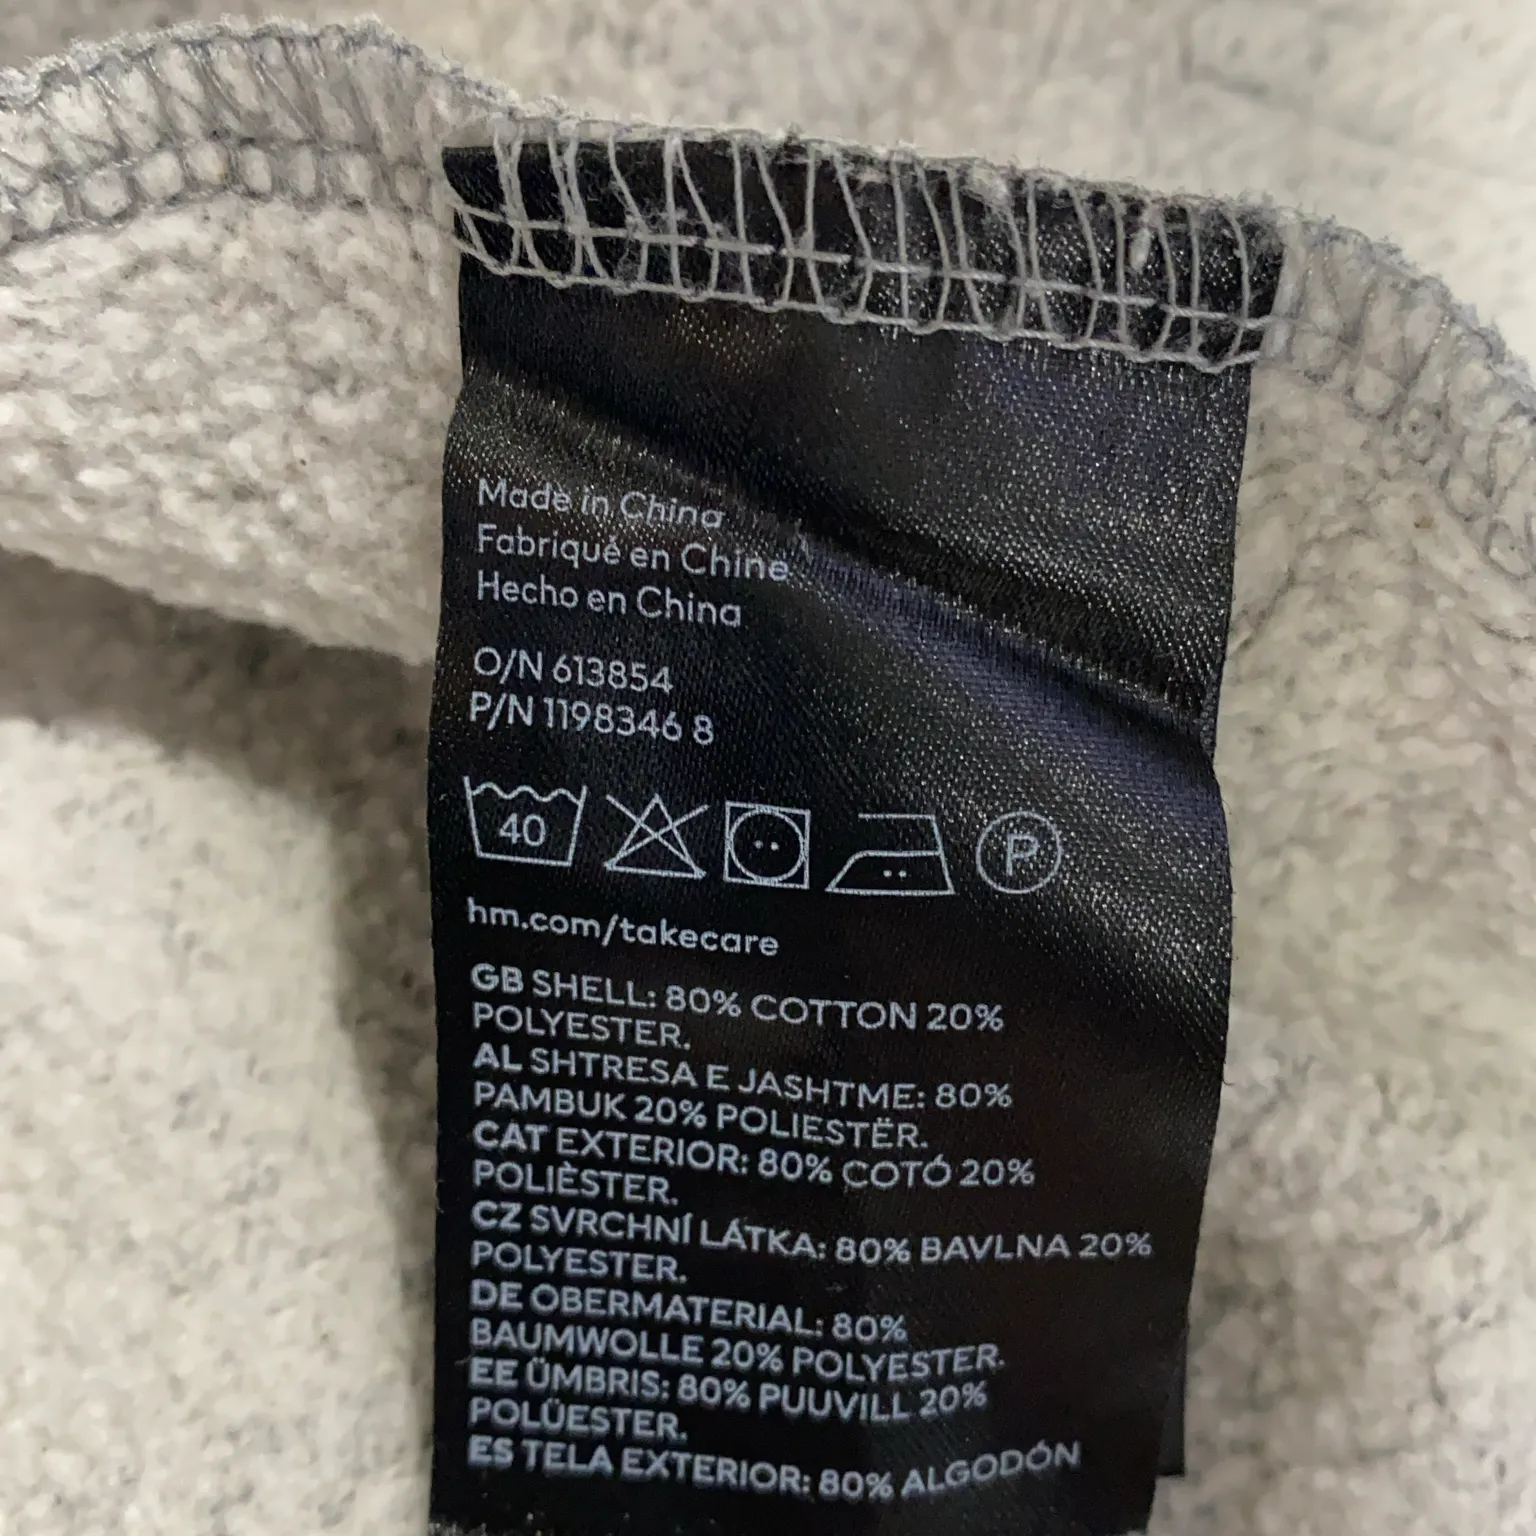 Made in China
Fabriqué en Chine
Hecho en China
O/N 613854
P/N 1198346 8
40
P
hm.com/takecare
GB SHELL: 80% COTTON 20%
POLYESTER.
AL SHTRESA E JASHTME: 80%
PAMBUK 20% POLIESTËR.
CAT EXTERIOR: 80% COTÓ 20%
POLIÈSTER.
CZ SVRCHNÍ LÁTKA: 80% BAVLNA 20%
POLYESTER.
DE OBERMATERIAL: 80%
BAUMWOLLE 20% POLYESTER.
EE ÜMBRIS: 80% PUUVILL 20%
POLÜESTER.
ES TELA EXTERIOR: 80% ALGODÓN